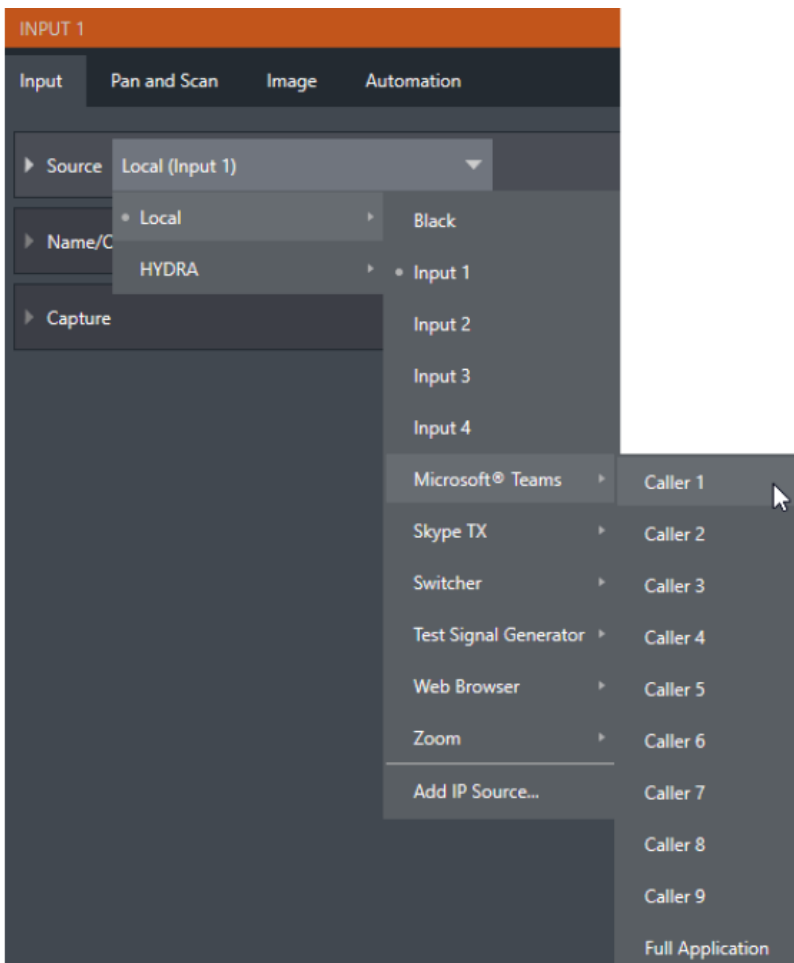 INPUT 1
Input Pan and Scan Image Automation
Source Local (Input 1)
Name/C
Capture
Local
HYDRA
Black
Input 1
Input 2
Input 3
Input 4
Microsoft® Teams
Skype TX
Switcher
Test Signal Generator
Web Browser
Zoom
Add IP Source...
Caller 1
Caller 2
Caller 3
Caller 4
Caller 5
Caller 6
Caller 7
Caller 8
Caller 9
Full Application